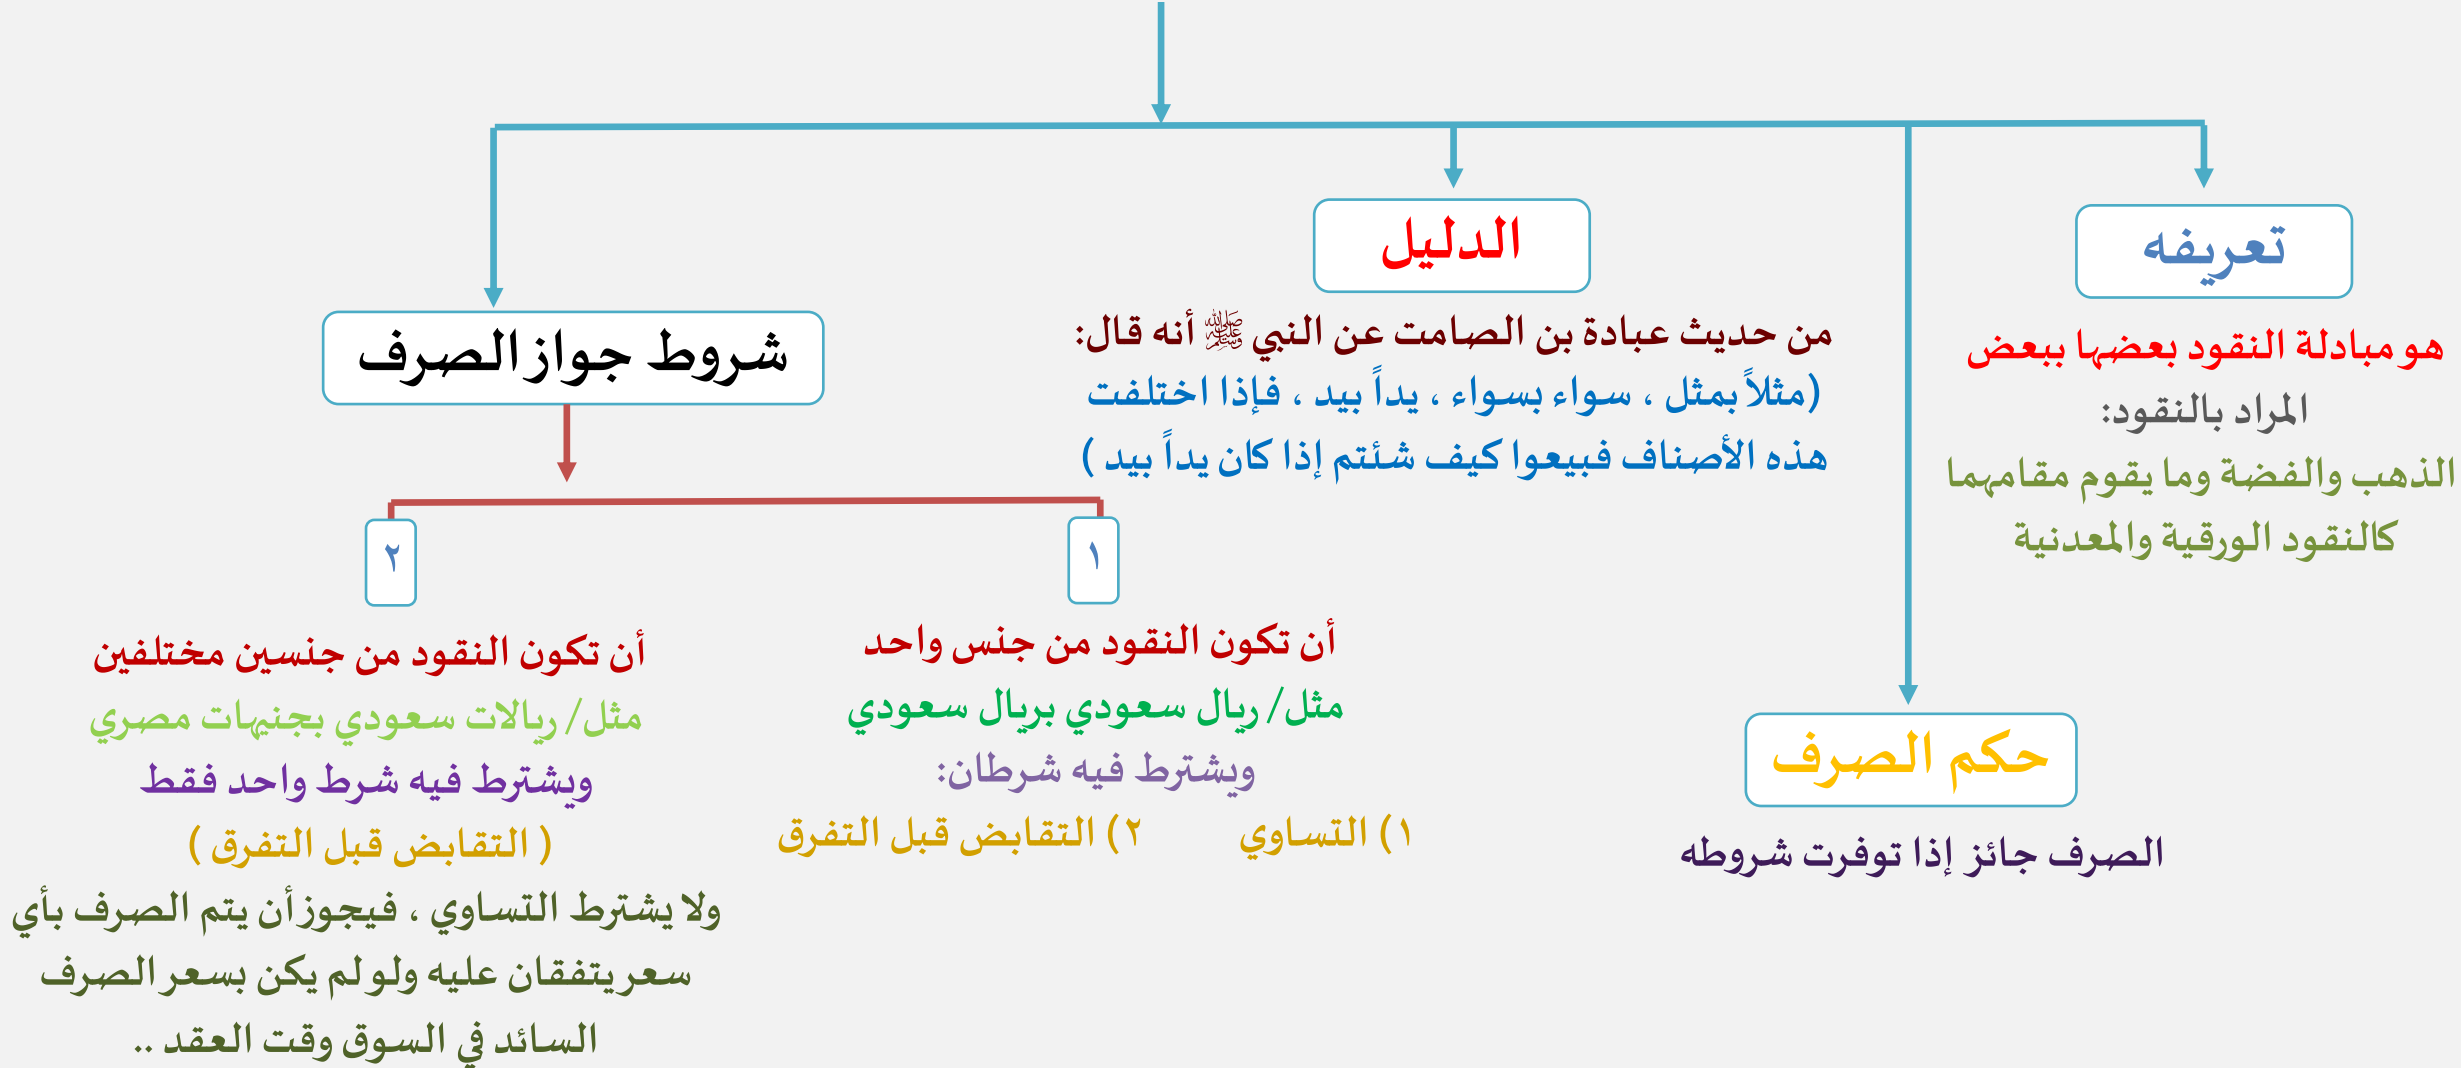 تعريفه
هو مبادلة النقود بعضها ببعض
المراد بالنقود:
الذهب والفضة وما يقوم مقامهما
كالنقود الورقية والمعدنية
حكم الصرف
الصرف جائز إذا توفرت شروطه
الدليل
من حديث عبادة بن الصامت عن النبي ﷺ أنه قال:
(مثلاً بمثل ، سواء بسواء ، يداً بيد ، فإذا اختلفت
هذه الأصناف فبيعوا كيف شئتم إذا كان يداً بيد )
شروط جواز الصرف
١
أن تكون النقود من جنس واحد
مثل/ ريال سعودي بريال سعودي
ويشترط فيه شرطان:
١) التساوي ٢) التقابض قبل التفرق
٢
أن تكون النقود من جنسين مختلفين
مثل/ ريالات سعودي بجنيهات مصري
ويشترط فيه شرط واحد فقط
( التقابض قبل التفرق )
ولا يشترط التساوي ، فيجوز أن يتم الصرف بأي
سعر يتفقان عليه ولو لم يكن بسعر الصرف
السائد في السوق وقت العقد ..